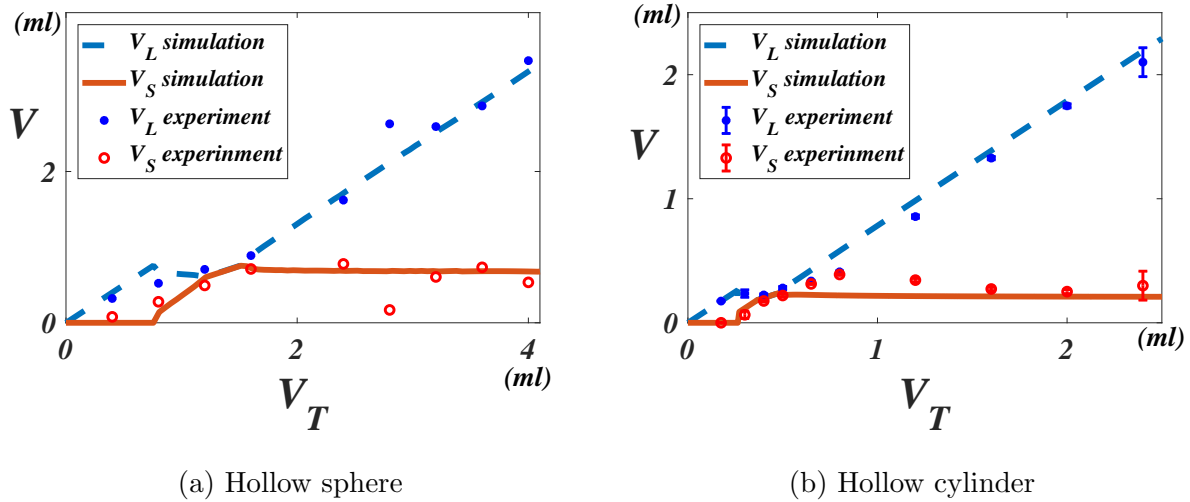 (ml)
V_L simulation
V_S simulation
V_L experiment
V_S experinment
V
2
0
0
2
4
(ml)
V_T
(a) Hollow sphere
(ml)
V_L simulation
V_S simulation
V_L experiment
V_S experinment
2
V
1
0
0
1
2
(ml)
V_T
(b) Hollow cylinder